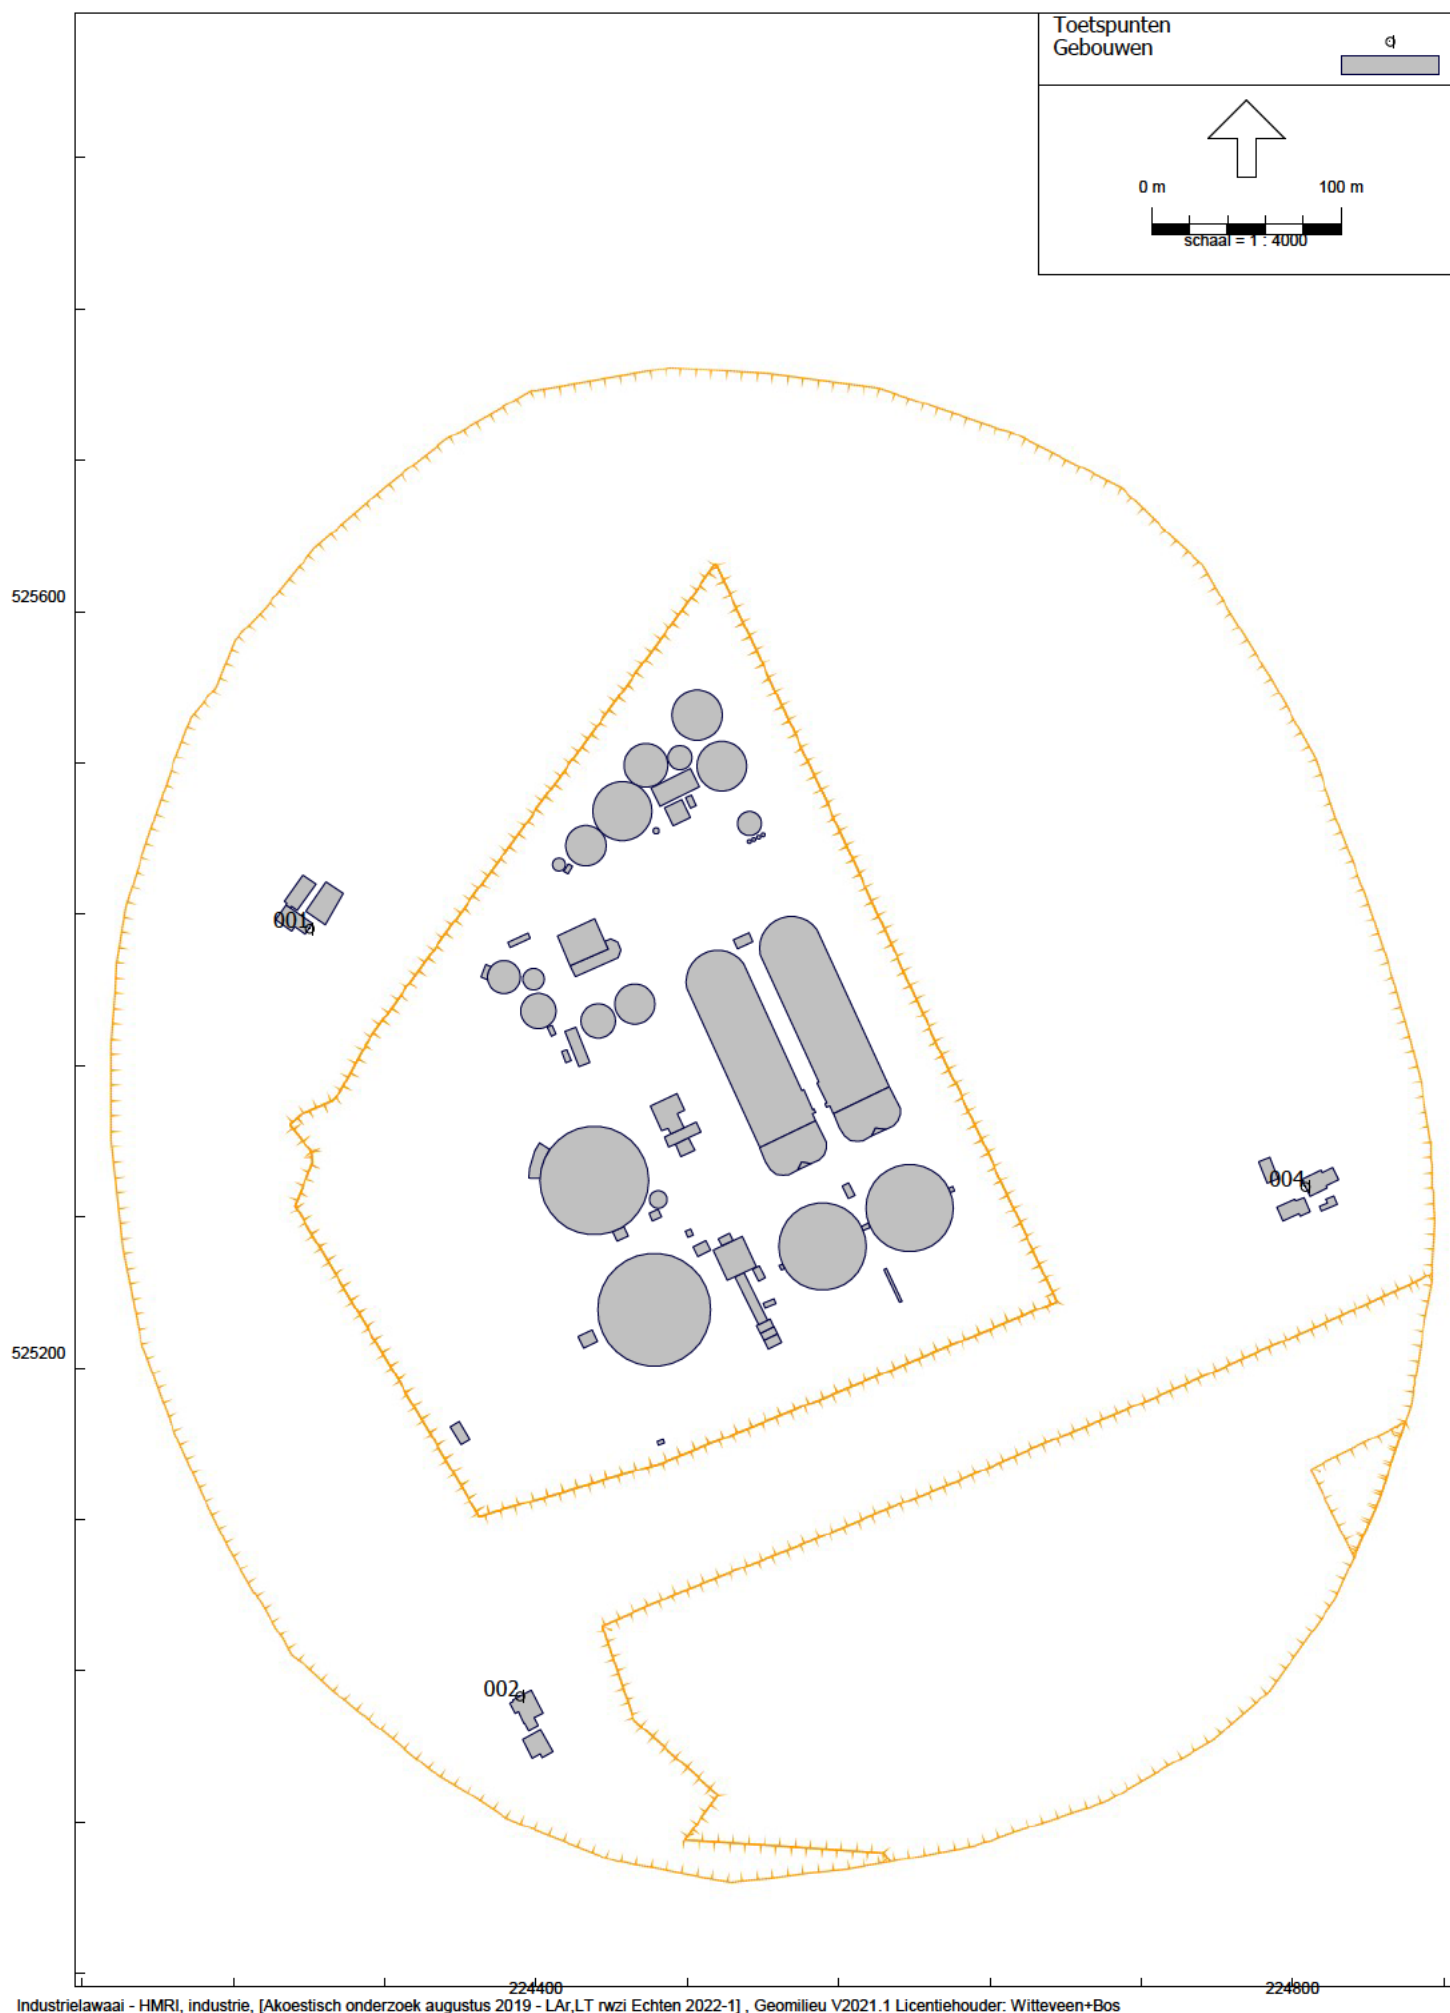 Toetspunten
Gebouwen
0 m 100 m
schaal = 1 : 4000
525600
001
004
525200
002
224400 224800
Industrielawaai - HMRI, industrie, [Akoestisch onderzoek augustus 2019 - LAr,LT rwzi Echten 2022-1] , Geomilieu V2021.1 Licentiehouder: Witteveen+Bos